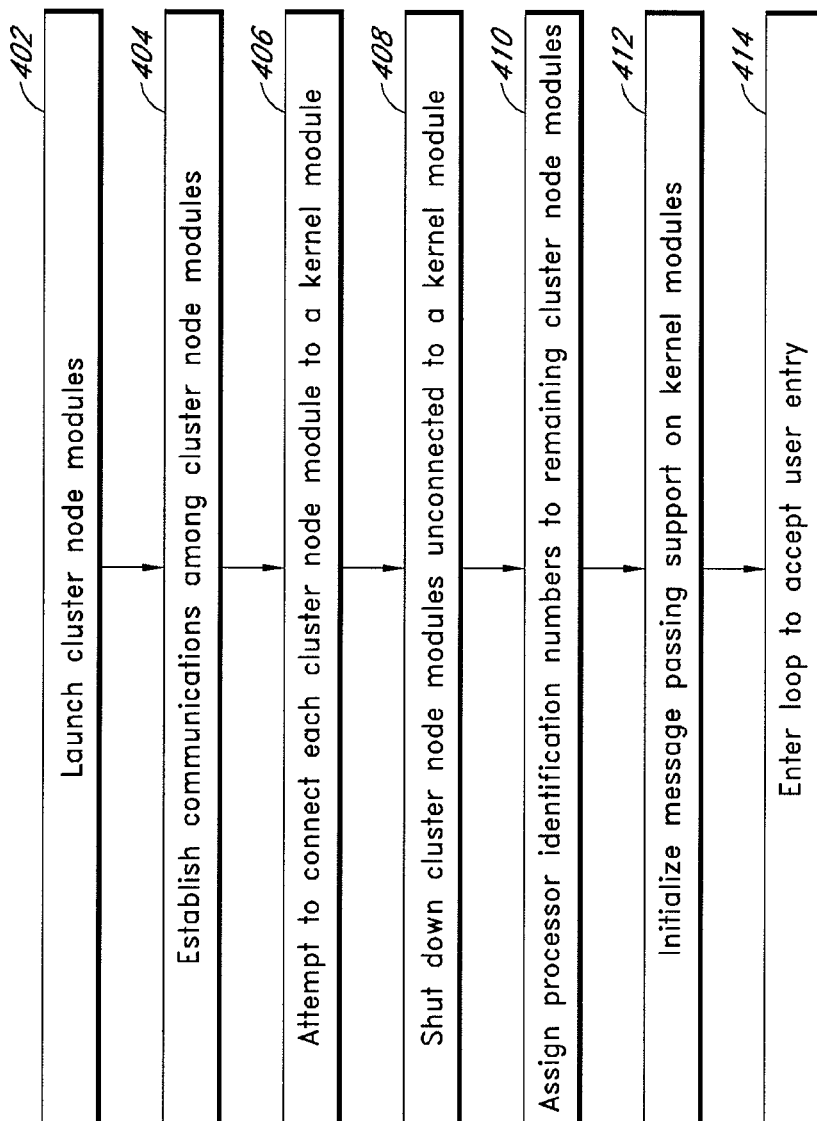 402
Launch cluster node modules
404
Establish communications among cluster node modules
406
Attempt to connect each cluster node module to a kernel module
408
Shut down cluster node modules unconnected to a kernel module
410
Assign processor identification numbers to remaining cluster node modules
412
Initialize message passing support on kernel modules
414
Enter loop to accept user entry